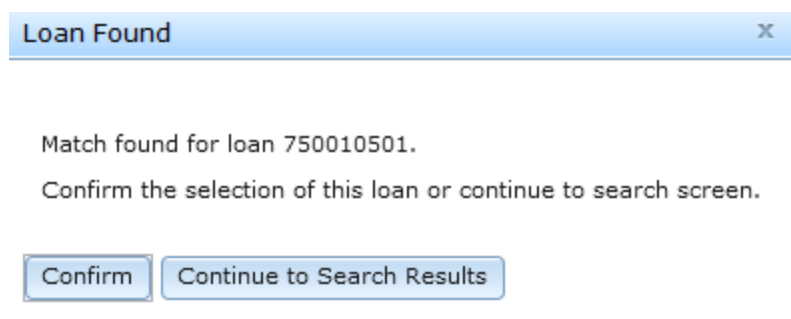 Loan Found x
Match found for loan 750010501.
Confirm the selection of this loan or continue to search screen.
Confirm Continue to Search Results